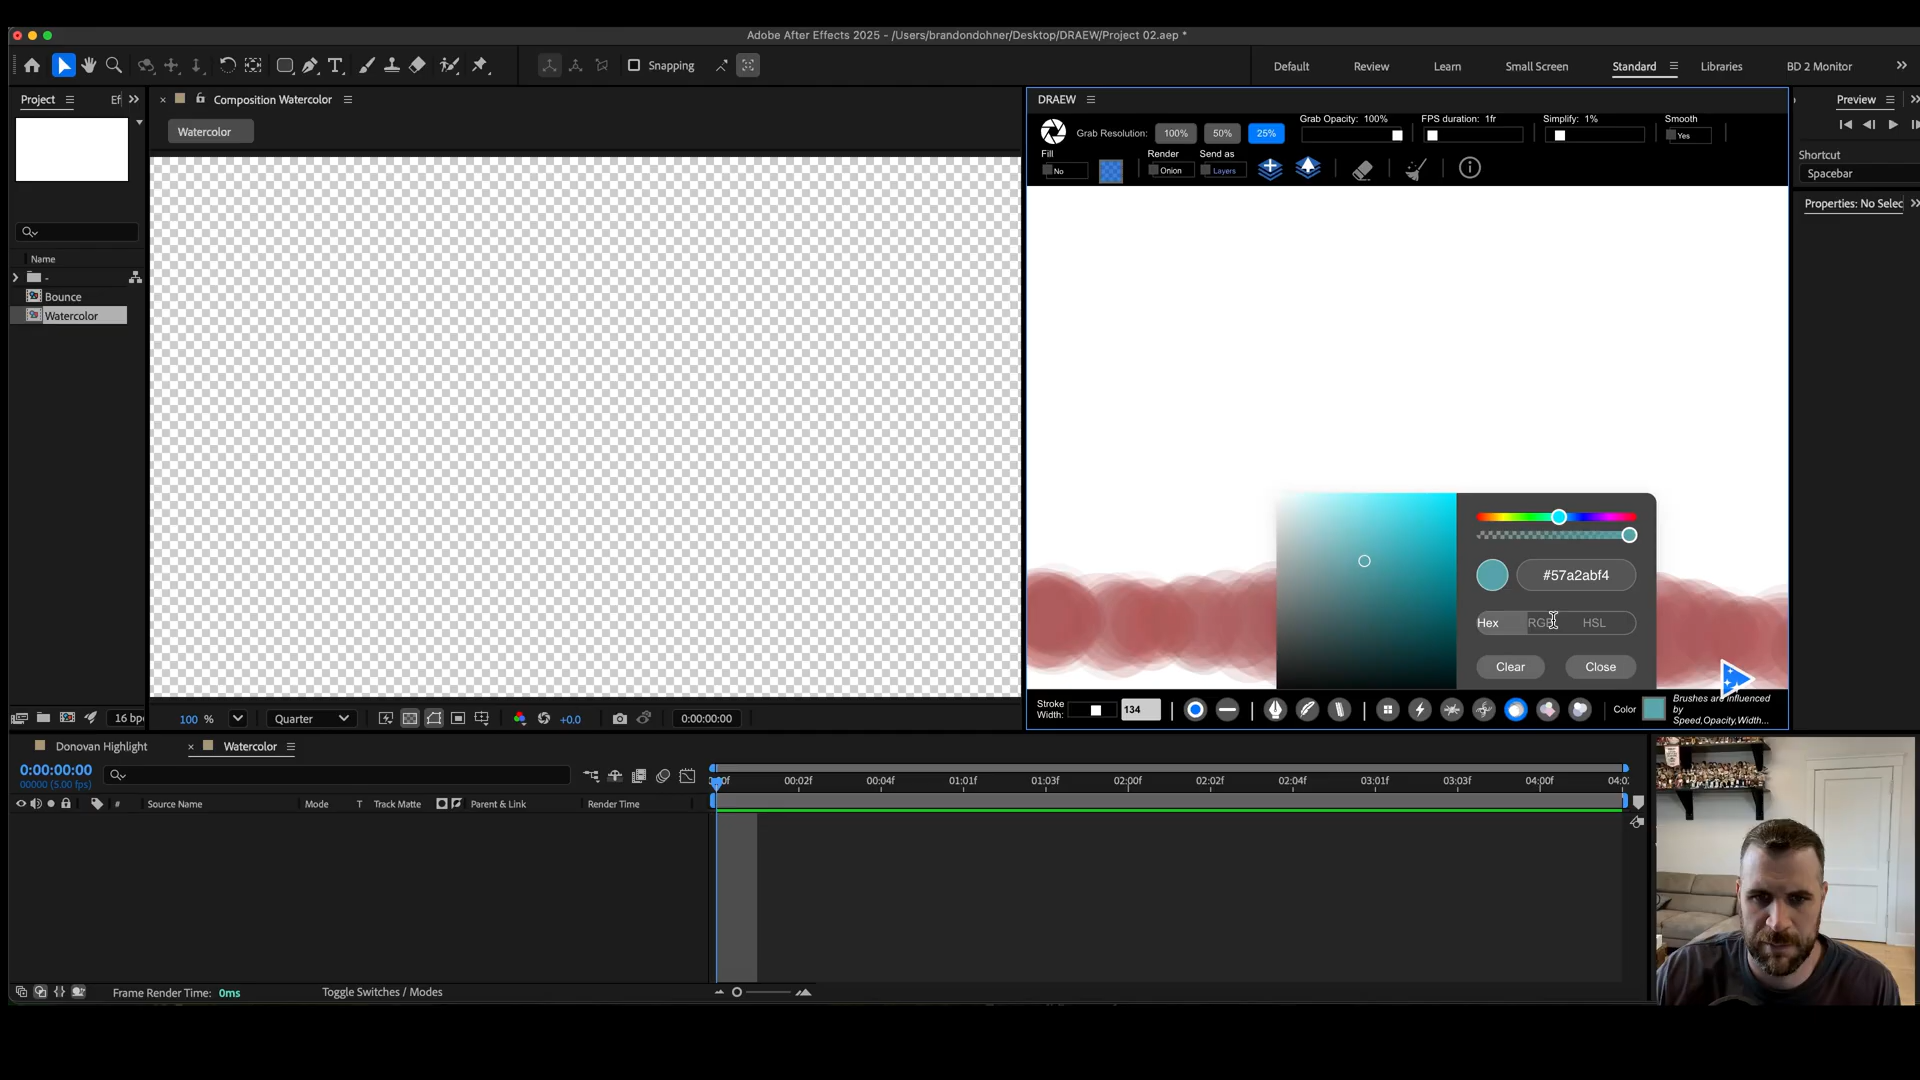 Adobe After Effects 2025 - /Users/brandondohner/Desktop/DRAEW/Project 02.aep *
Snapping
Default
Review
Learn
Small Screen
Standard
Libraries
BD 2 Monitor
Project
Ef
Composition Watercolor
Watercolor
Name
-
Bounce
Watercolor
DRAEW
Grab Resolution:
100%
50%
25%
Grab Opacity: 100%
FPS duration: 1fr
Simplify: 1%
Smooth
Yes
Fill
No
Render
Onion
Send as
Layers
#57a2abf4
Hex
HSL
Clear
Close
Stroke
Width:
134
Color
Brushes are influenced
by
Speed,Opacity,Width...
Preview
Shortcut
Spacebar
Properties: No Selec
16 bp
100 %
Quarter
+0.0
0:00:00:00
Donovan Highlight
Watercolor
0:00:00:00
00000 (5.00 fps)
#
Source Name
Mode
T
Track Matte
Parent & Link
Render Time
00:02f
00:04f
01:01f
01:03f
02:00f
02:02f
02:04f
03:01f
03:03f
04:00f
Frame Render Time: 0ms
Toggle Switches / Modes